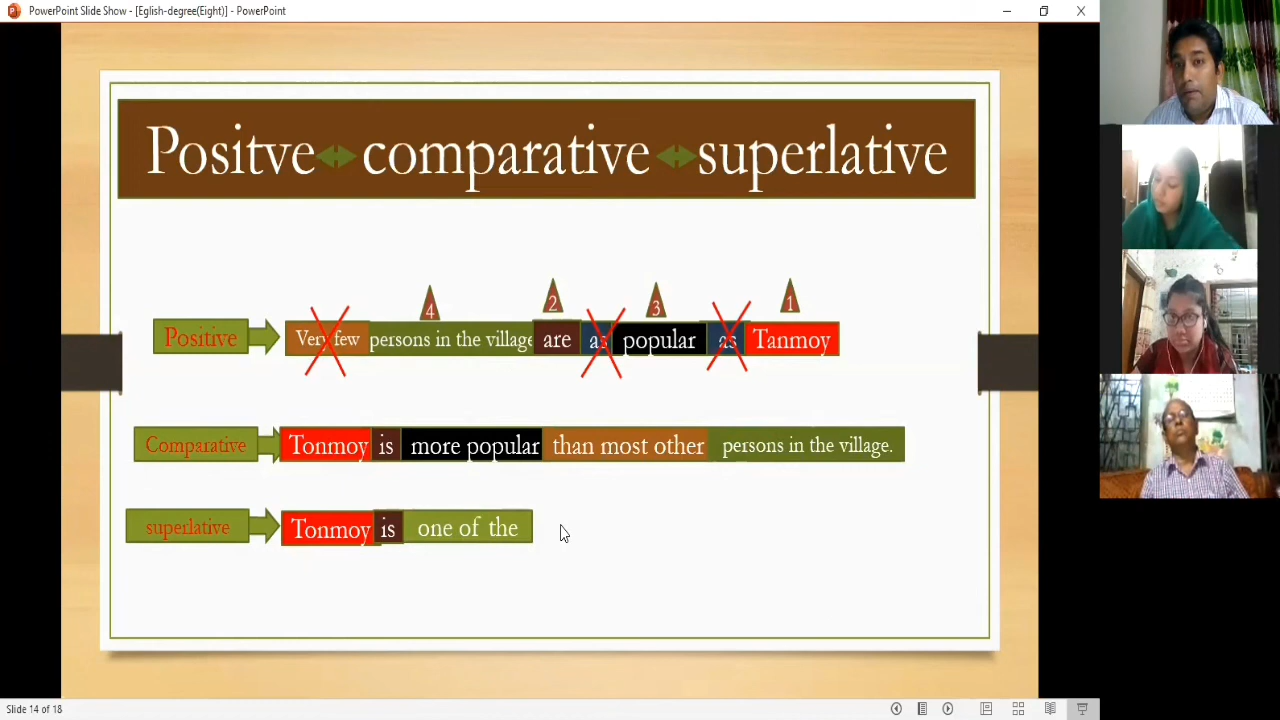 PowerPoint Slide Show - [Eglish-degree(Eight)] - PowerPoint
Positve comparative superlative
4 2 3 1
Positive Very few persons in the village are as popular as Tanmoy
Comparative Tonmoy is more popular than most other persons in the village.
superlative Tonmoy is one of the
Slide 14 of 18